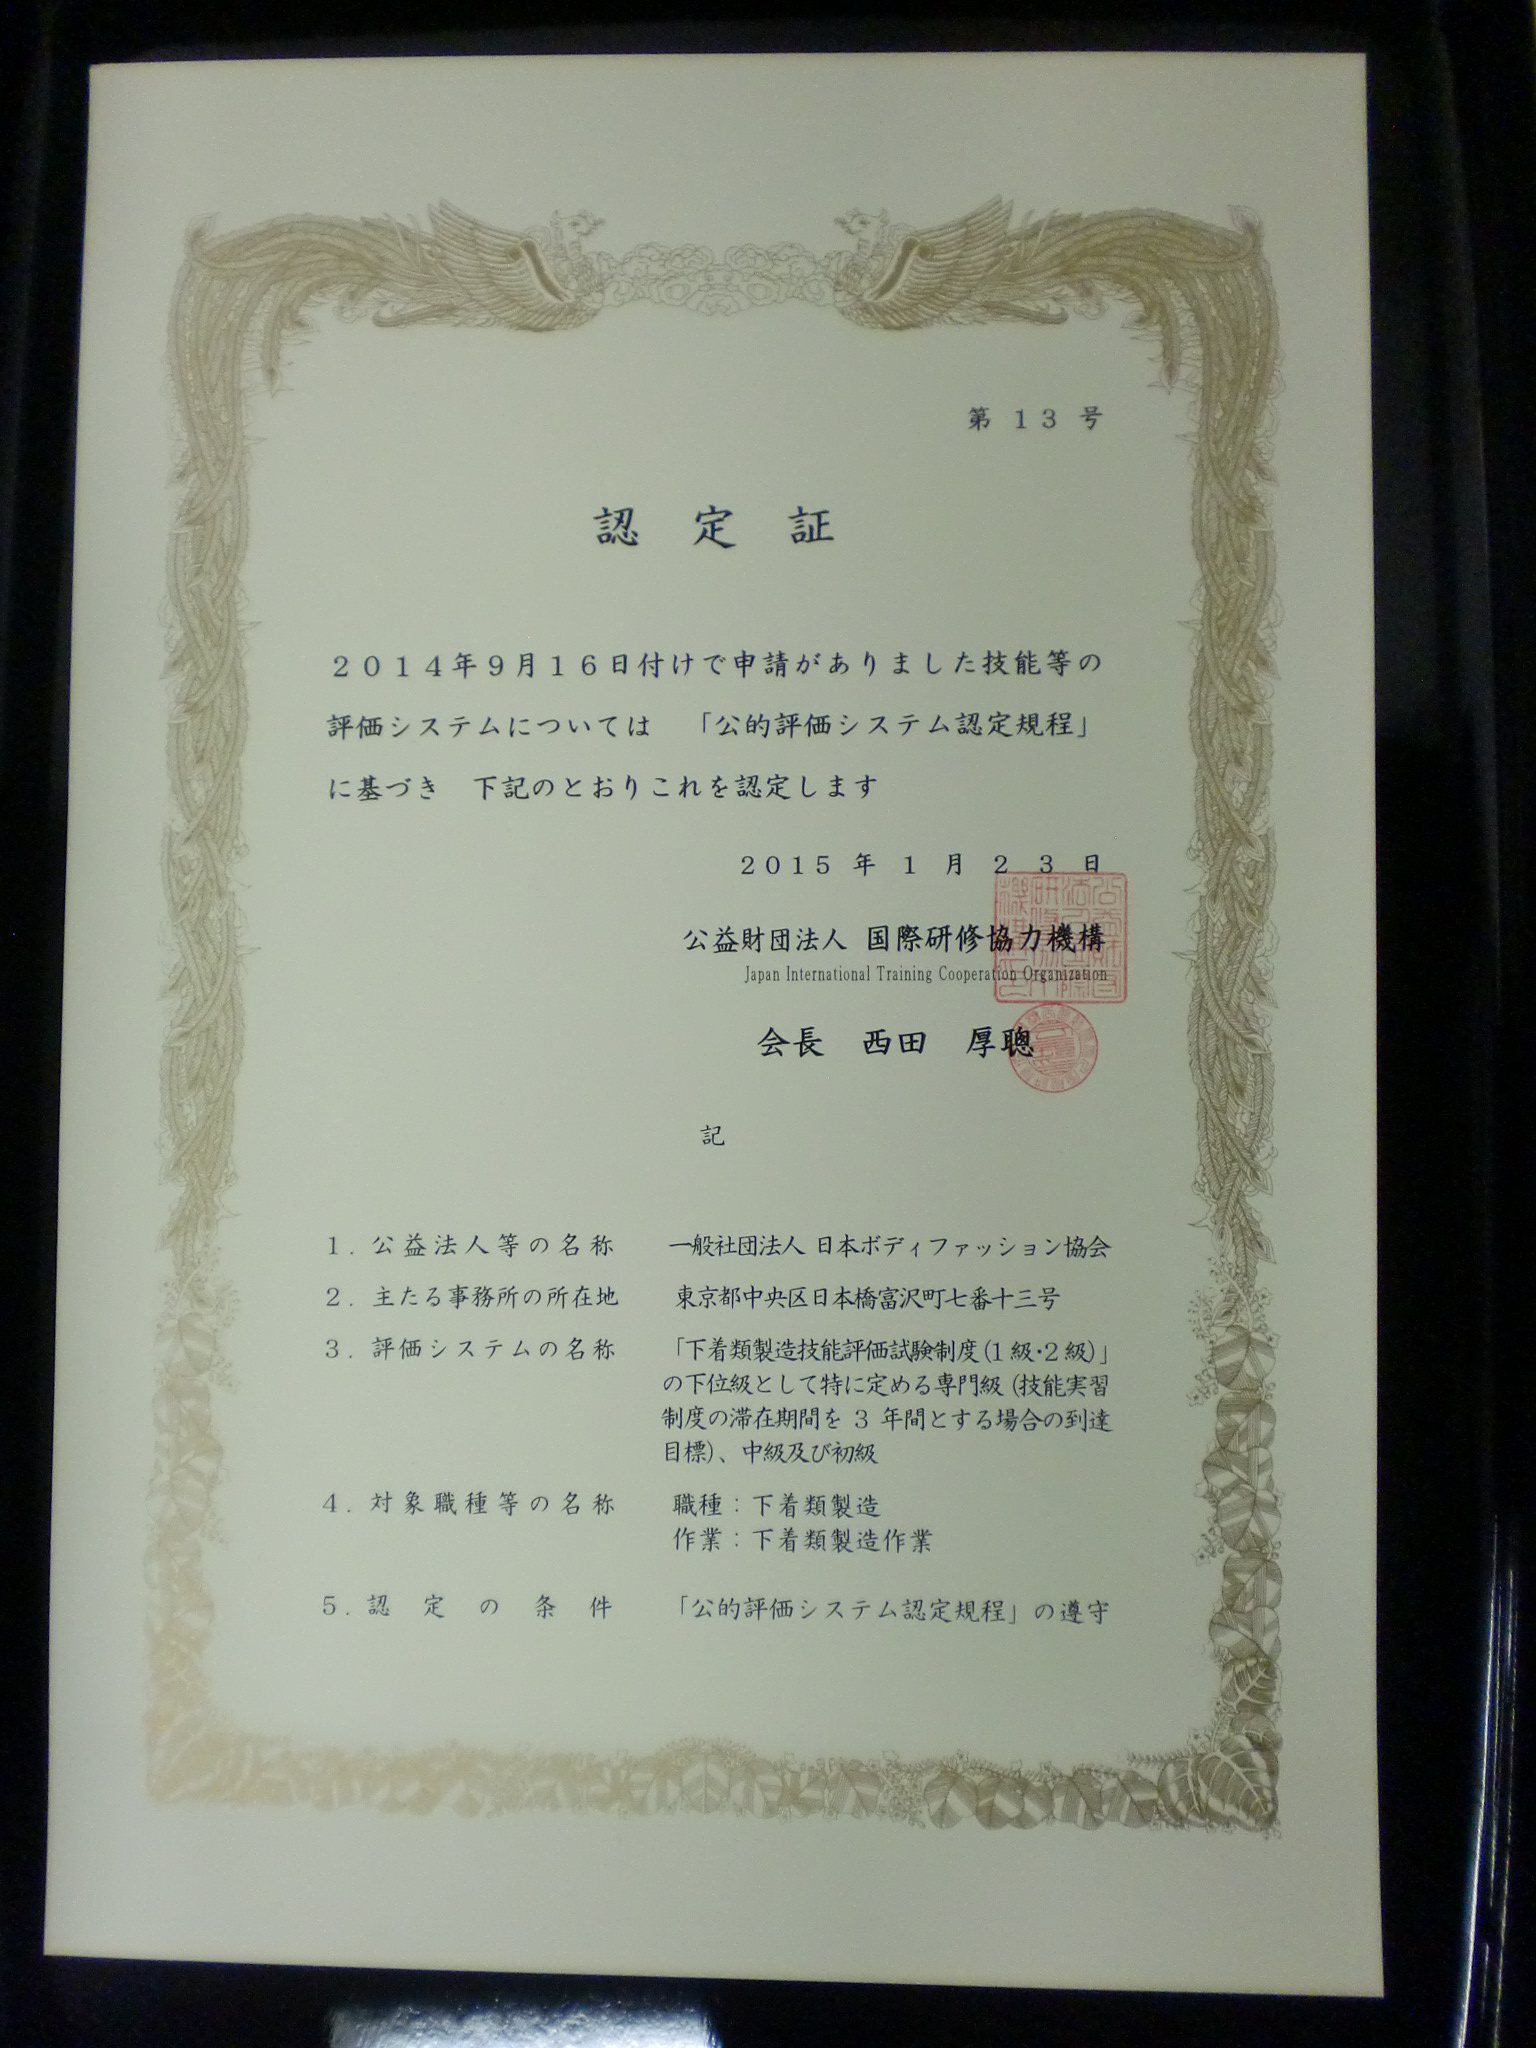 第 13 号
認 定 証
２０１４年９月１６日付けで申請がありました技能等の
評価システムについては　「公的評価システム認定規程」
に基づき　下記のとおりこれを認定します
２０１５ 年 １ 月 ２ ３ 日
公益財団法人 国際研修協力機構
Japan International Training Cooperation Organization
会長　西田　厚聰
記
１．公益法人等の名称　一般社団法人 日本ボディファッション協会
２．主たる事務所の所在地　東京都中央区日本橋富沢町七番十三号
３．評価システムの名称　「下着類製造技能評価試験制度(１級・２級)」
の下位級として特に定める専門級 (技能実習
制度の滞在期間を ３ 年間とする場合の到達
目標)、中級及び初級
４．対象職種等の名称　職種：下着類製造
作業：下着類製造作業
５．認 定 の 条 件　「公的評価システム認定規程」の遵守